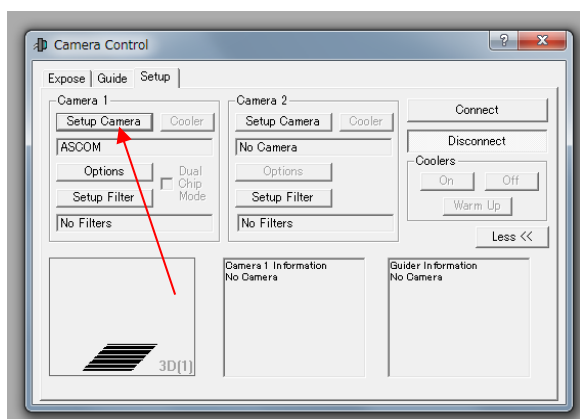 Camera Control
Expose Guide Setup
Camera 1
Setup Camera Cooler
ASCOM
Options Dual Chip Mode
Setup Filter
No Filters
Camera 2
Setup Camera Cooler
No Camera
Options
Setup Filter
No Filters
Connect
Disconnect
Coolers
On Off
Warm Up
Less <<
3D(1)
Camera 1 Information
No Camera
Guider Information
No Camera